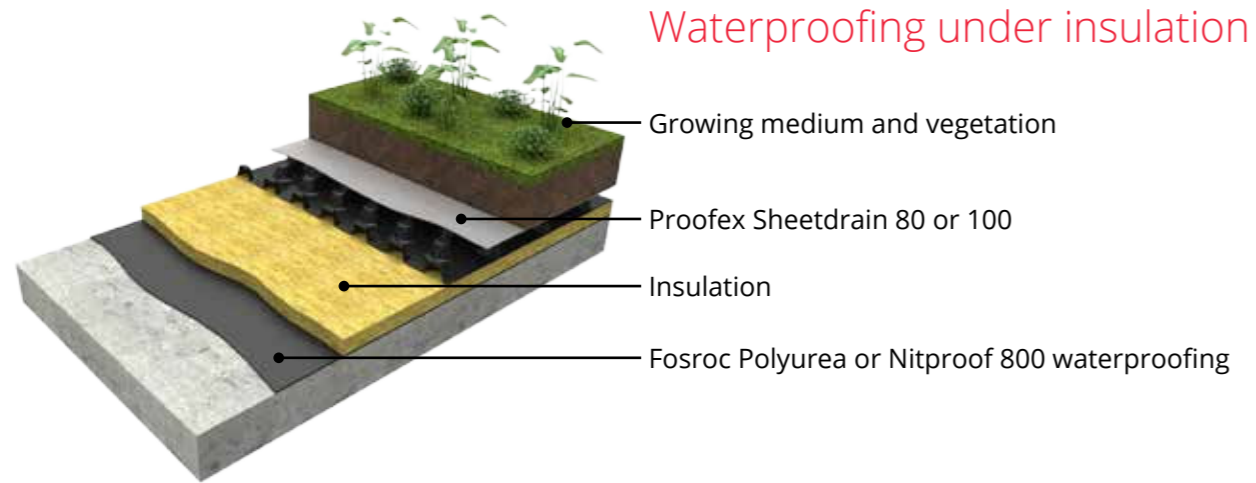 Waterproofing under insulation
Growing medium and vegetation
Proofex Sheetdrain 80 or 100
Insulation
Fosroc Polyurea or Nitproof 800 waterproofing